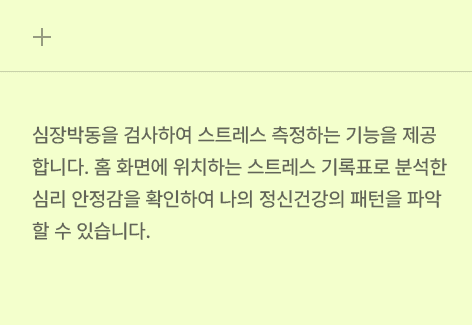 심장박동을 검사하여 스트레스 측정하는 기능을 제공
합니다. 홈 화면에 위치하는 스트레스 기록표로 분석한
심리 안정감을 확인하여 나의 정신건강의 패턴을 파악
할 수 있습니다.